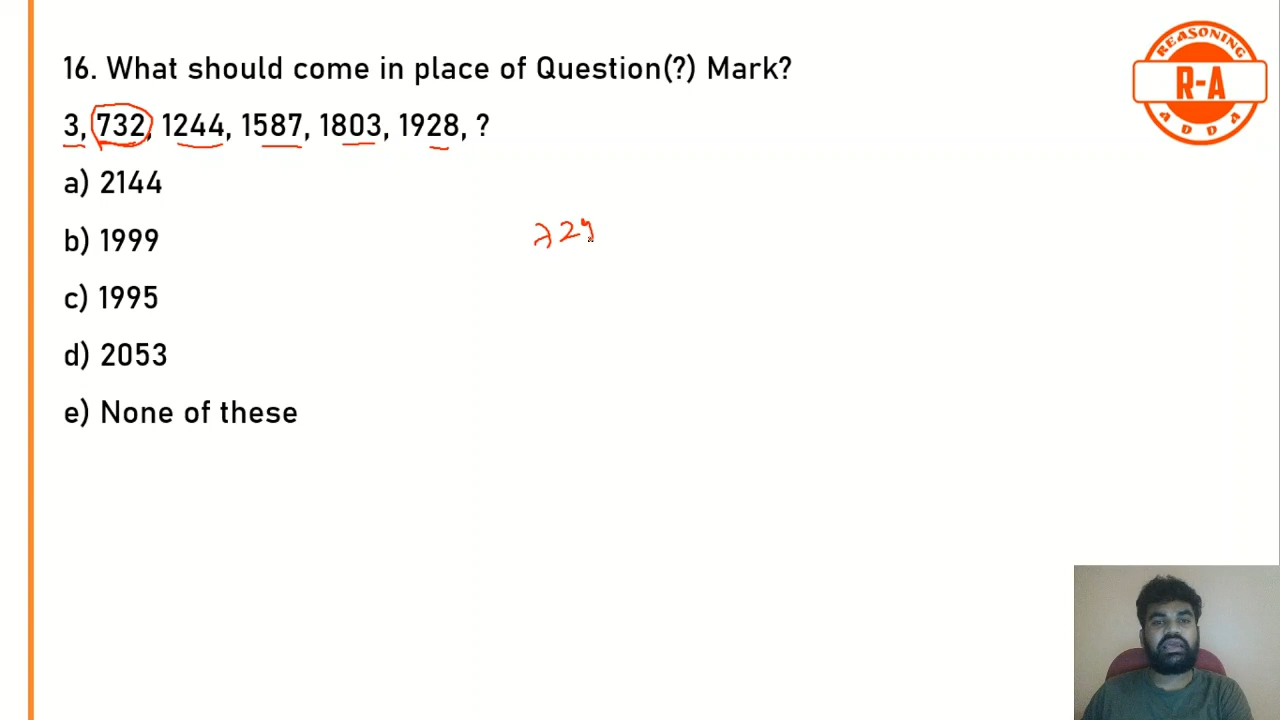 16. What should come in place of Question(?) Mark?
3, 732, 1244, 1587, 1803, 1928, ?
a) 2144
b) 1999
c) 1995
d) 2053
e) None of these
729
REASONING
R-A
ADDA